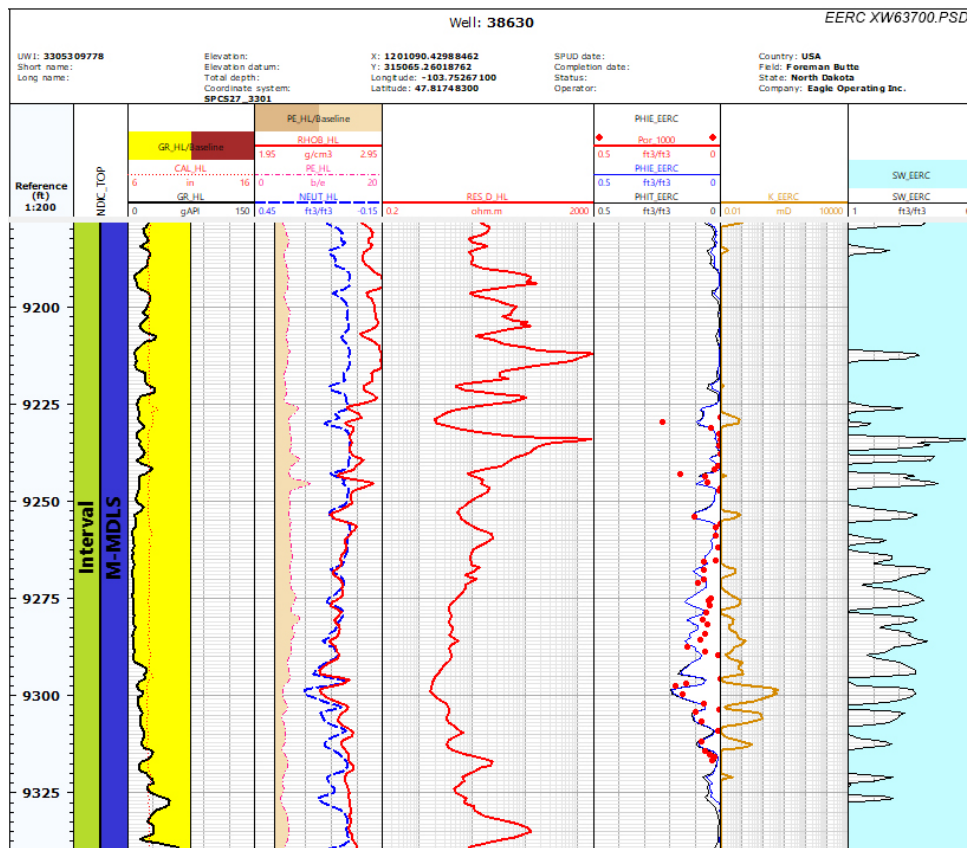 Well: 38630
EERC XW63700.PSD
UWI: 3305309778
Short name:
Long name:
Elevation:
Elevation datum:
Total depth:
Coordinate system:
SPCS27_3301
X: 1201090.42988462
Y: 315065.26018762
Longitude: -103.75267100
Latitude: 47.81748300
SPUD date:
Completion date:
Status:
Operator:
Country: USA
Field: Foreman Butte
State: North Dakota
Company: Eagle Operating Inc.
Reference
(ft)
1:200
NDIC_TOP
GR_HL/Baseline
CAL_HL
6 in 16
GR_HL
0 gAPI 150
PE_HL/Baseline
RHOB_HL
1.95 g/cm3 2.95
PE_HL
0 b/e 20
NEUT_HL
0.45 ft3/ft3 -0.15
RES_D_HL
0.2 ohm.m 2000
PHIE_EERC
Por_1000
0.5 ft3/ft3 0
PHIE_EERC
0.5 ft3/ft3 0
PHIT_EERC
0.5 ft3/ft3 0
K_EERC
0.01 mD 10000
SW_EERC
SW_EERC
1 ft3/ft3
9200
9225
9250
9275
9300
9325
Interval
M-MDLS